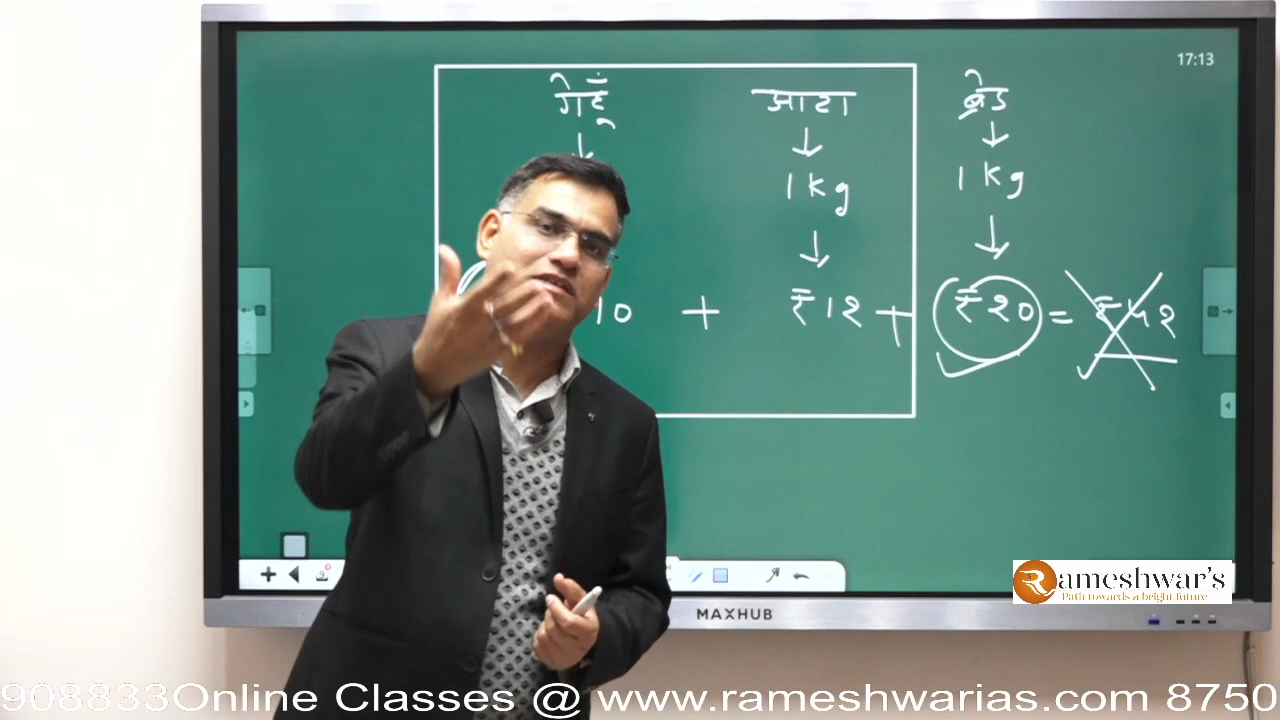 17:13
गेहूँ आटा ब्रेड
1 kg 1 kg
10 + ₹12 + ₹20 = ₹42
Rameshwar's
Path towards a bright future
MAXHUB
908833Online Classes @ www.rameshwarias.com 8750